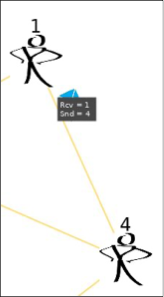 1
Rcv = 1
Snd = 4
4